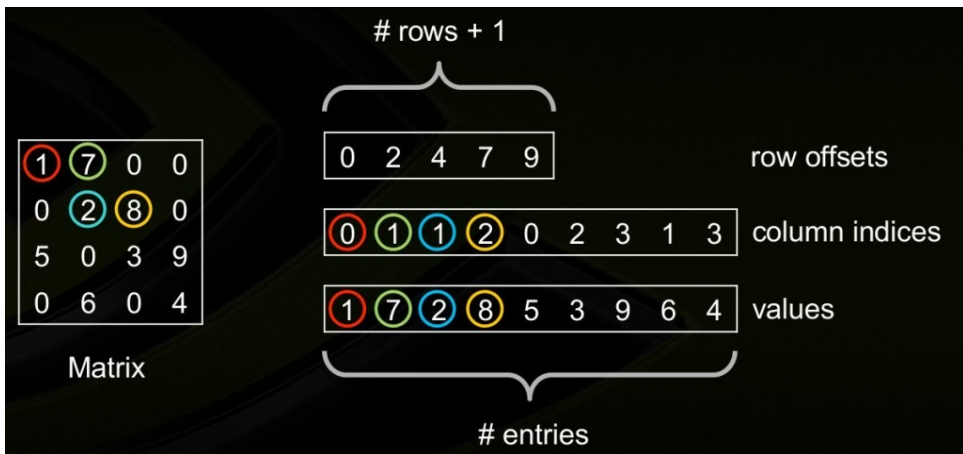 # rows + 1
0 2 4 7 9
row offsets
1 7 0 0
0 2 8 0
5 0 3 9
0 6 0 4
Matrix
0 1 1 2 0 2 3 1 3
column indices
1 7 2 8 5 3 9 6 4
values
# entries